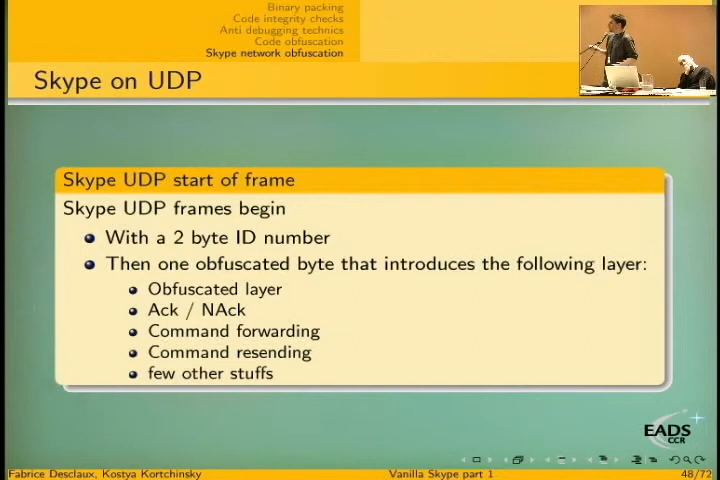 Binary packing
Code integrity checks
Anti debugging technics
Code obfuscation
Skype network obfuscation
Skype on UDP
Skype UDP start of frame
Skype UDP frames begin
With a 2 byte ID number
Then one obfuscated byte that introduces the following layer:
Obfuscated layer
Ack / NAck
Command forwarding
Command resending
few other stuffs
EADS
CCR
Fabrice Desclaux, Kostya Kortchinsky
Vanilla Skype part 1
48/72